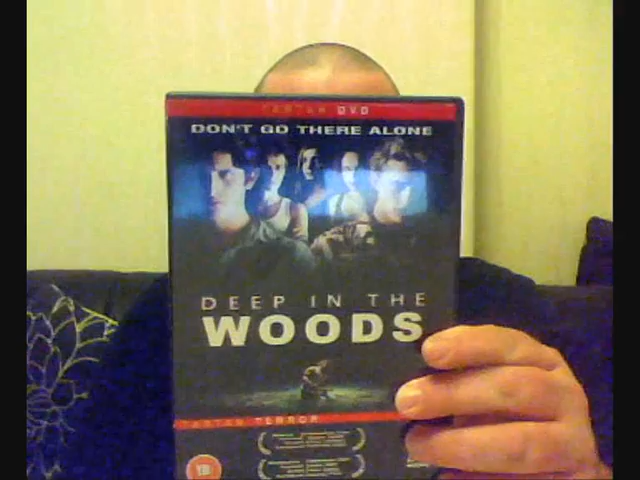 TARTAN DVD
DON'T GO THERE ALONE
DEEP IN THE
WOODS
TARTAN TERROR
18